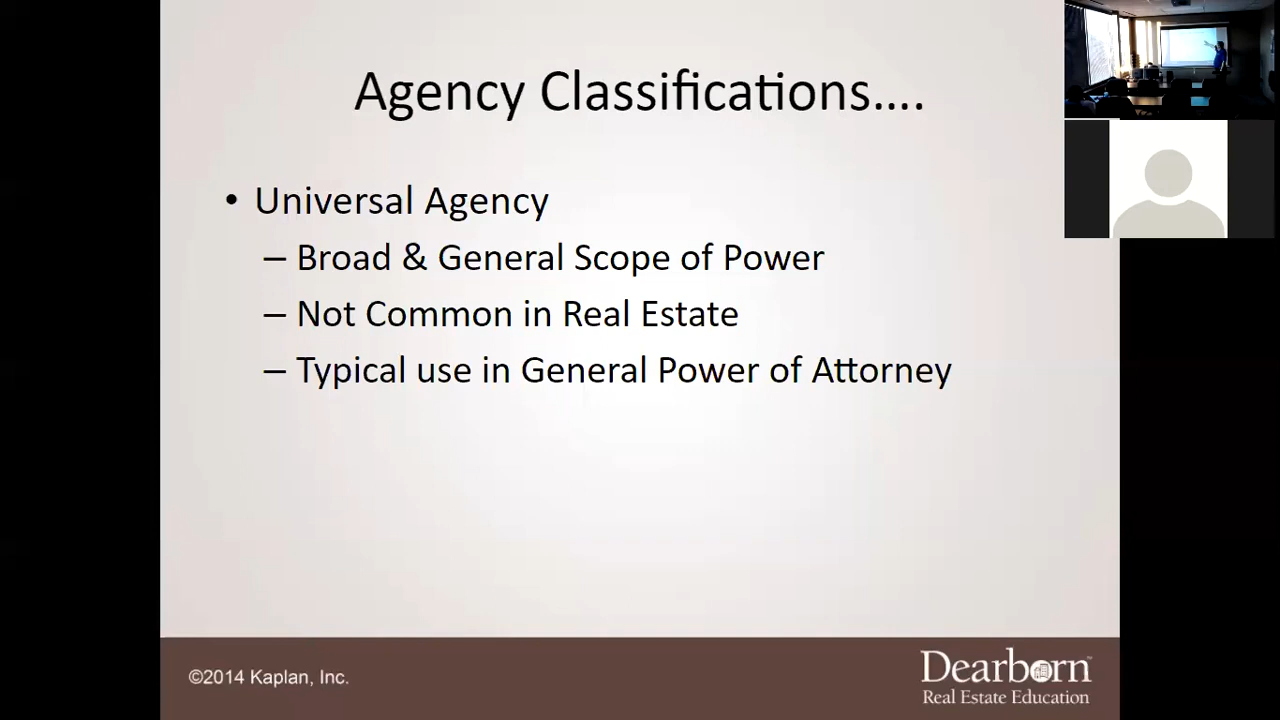 Agency Classifications....
• Universal Agency
– Broad & General Scope of Power
– Not Common in Real Estate
– Typical use in General Power of Attorney
©2014 Kaplan, Inc.
Dearborn™
Real Estate Education